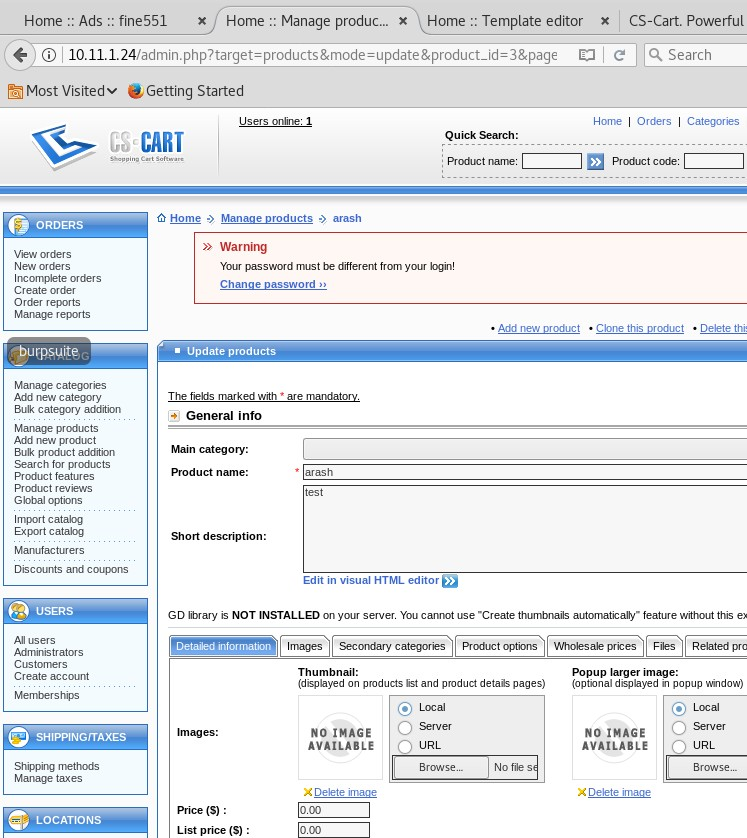 Home :: Ads :: fine551 × Home :: Manage produc... × Home :: Template editor × CS-Cart. Powerful
10.11.1.24/admin.php?target=products&mode=update&product_id=3&page Search
Most Visited Getting Started
CS-CART
Shopping Cart Software
Users online: 1
Home | Orders | Categories
Quick Search:
Product name: Product code:
ORDERS
View orders
New orders
Incomplete orders
Create order
Order reports
Manage reports
burpsuite
CATALOG
Manage categories
Add new category
Bulk category addition
Manage products
Add new product
Bulk product addition
Search for products
Product features
Product reviews
Global options
Import catalog
Export catalog
Manufacturers
Discounts and coupons
USERS
All users
Administrators
Customers
Create account
Memberships
SHIPPING/TAXES
Shipping methods
Manage taxes
LOCATIONS
Home Manage products arash
Warning
Your password must be different from your login!
Change password ››
• Add new product • Clone this product • Delete this
Update products
The fields marked with * are mandatory.
General info
Main category:
Product name: * arash
Short description: test
Edit in visual HTML editor
GD library is NOT INSTALLED on your server. You cannot use "Create thumbnails automatically" feature without this ex
Detailed information Images Secondary categories Product options Wholesale prices Files Related pro
Images:
Thumbnail:
(displayed on products list and product details pages)
NO IMAGE AVAILABLE
Local
Server
URL
Browse... No file se
Delete image
Popup larger image:
(optional displayed in popup window)
NO IMAGE AVAILABLE
Local
Server
URL
Browse...
Delete image
Price ($) : 0.00
List price ($) : 0.00